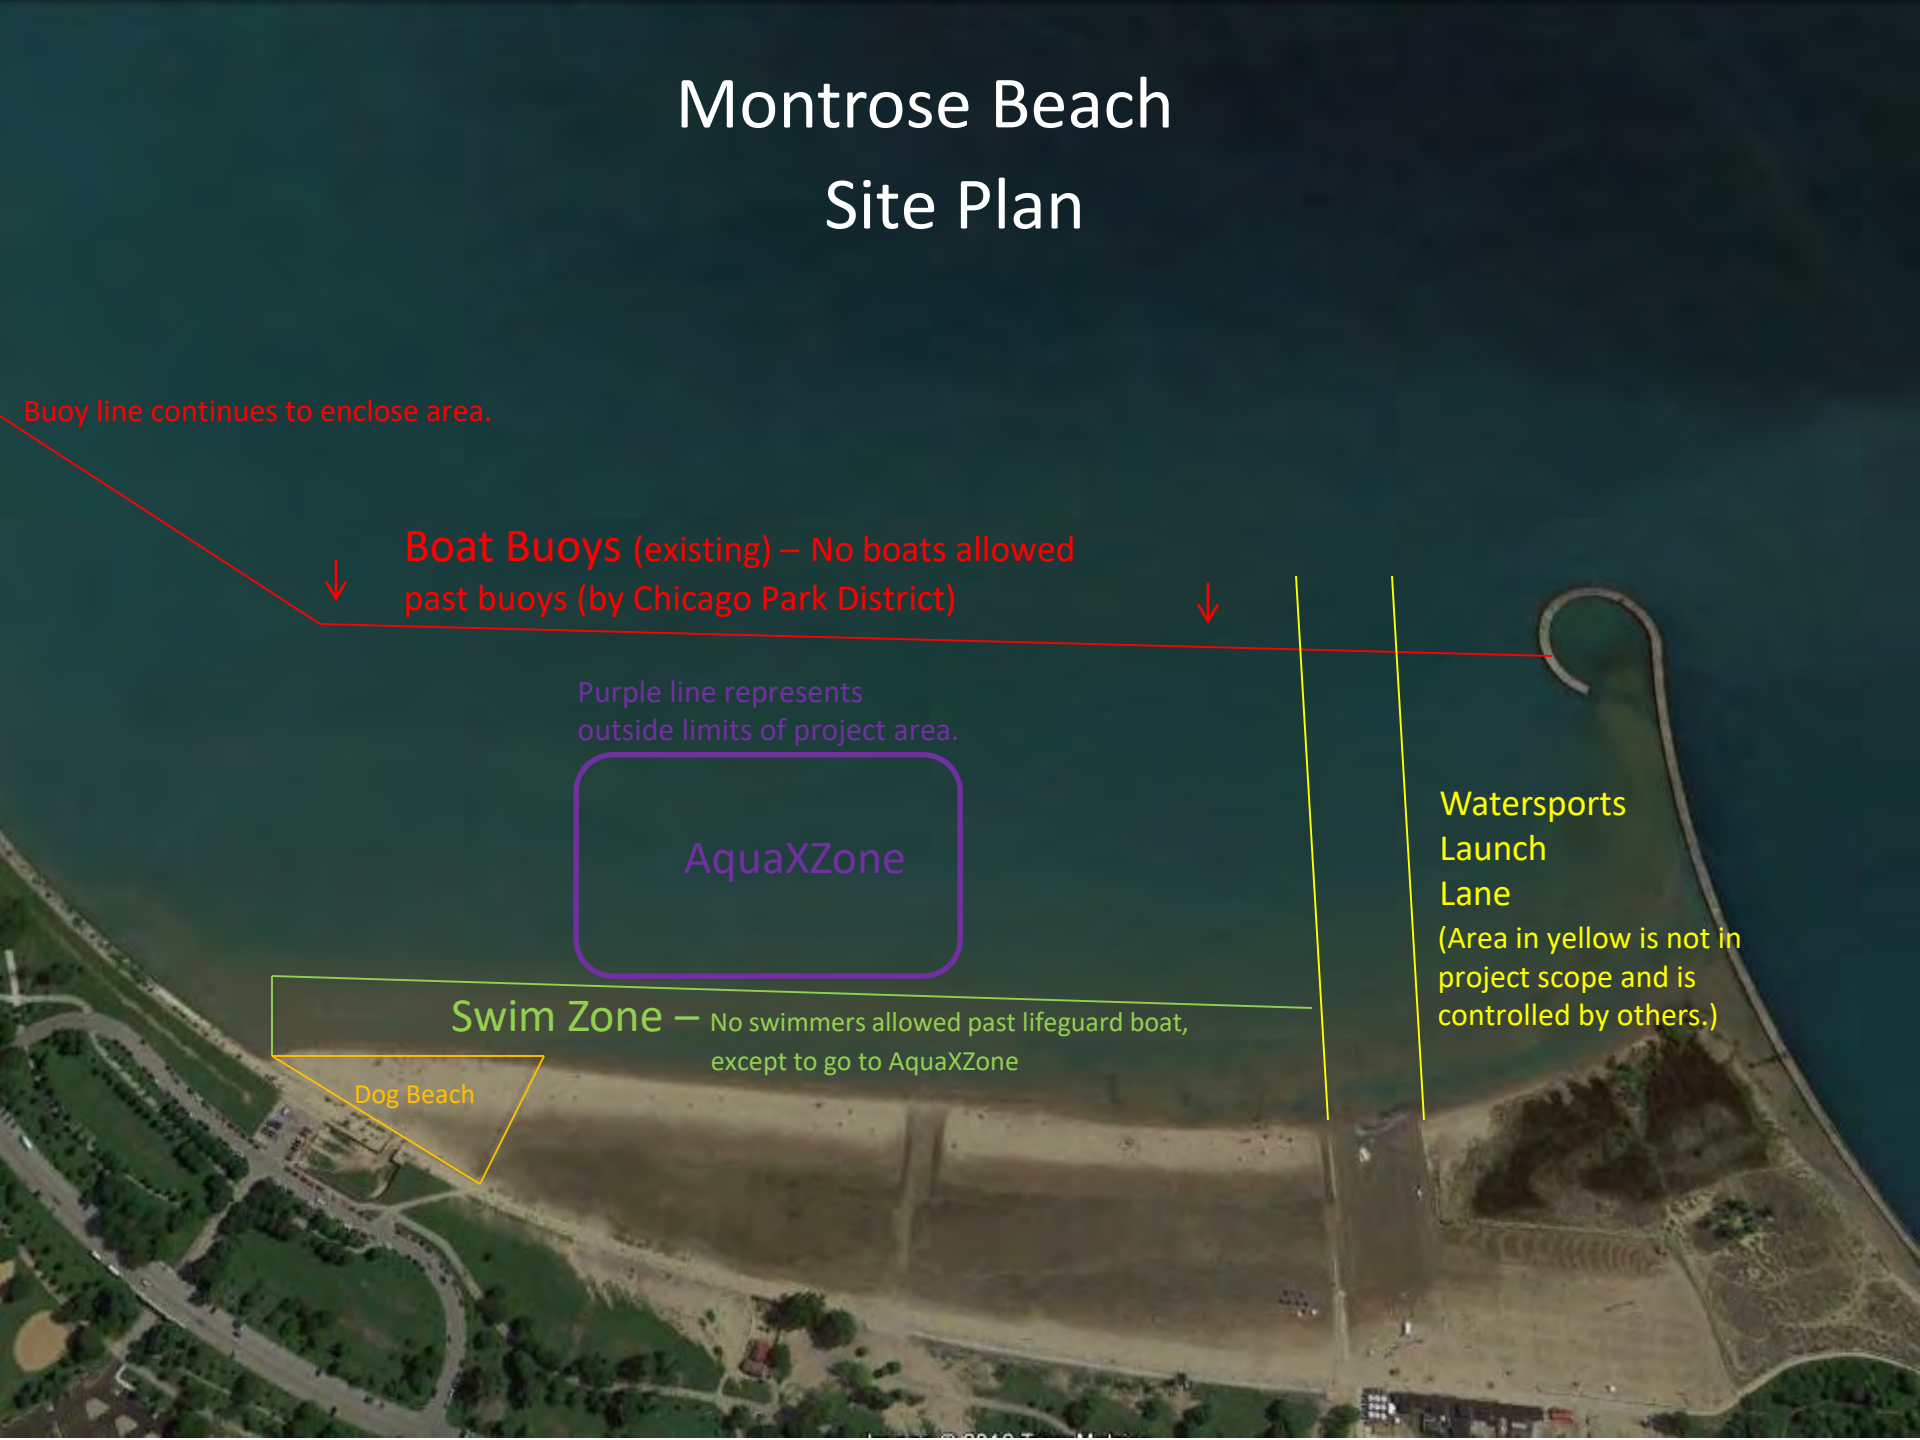 Montrose Beach
Site Plan
Buoy line continues to enclose area.
Boat Buoys (existing) – No boats allowed
past buoys (by Chicago Park District)
Purple line represents
outside limits of project area.
AquaXZone
Watersports
Launch
Lane
(Area in yellow is not in
project scope and is
controlled by others.)
Swim Zone – No swimmers allowed past lifeguard boat,
except to go to AquaXZone
Dog Beach